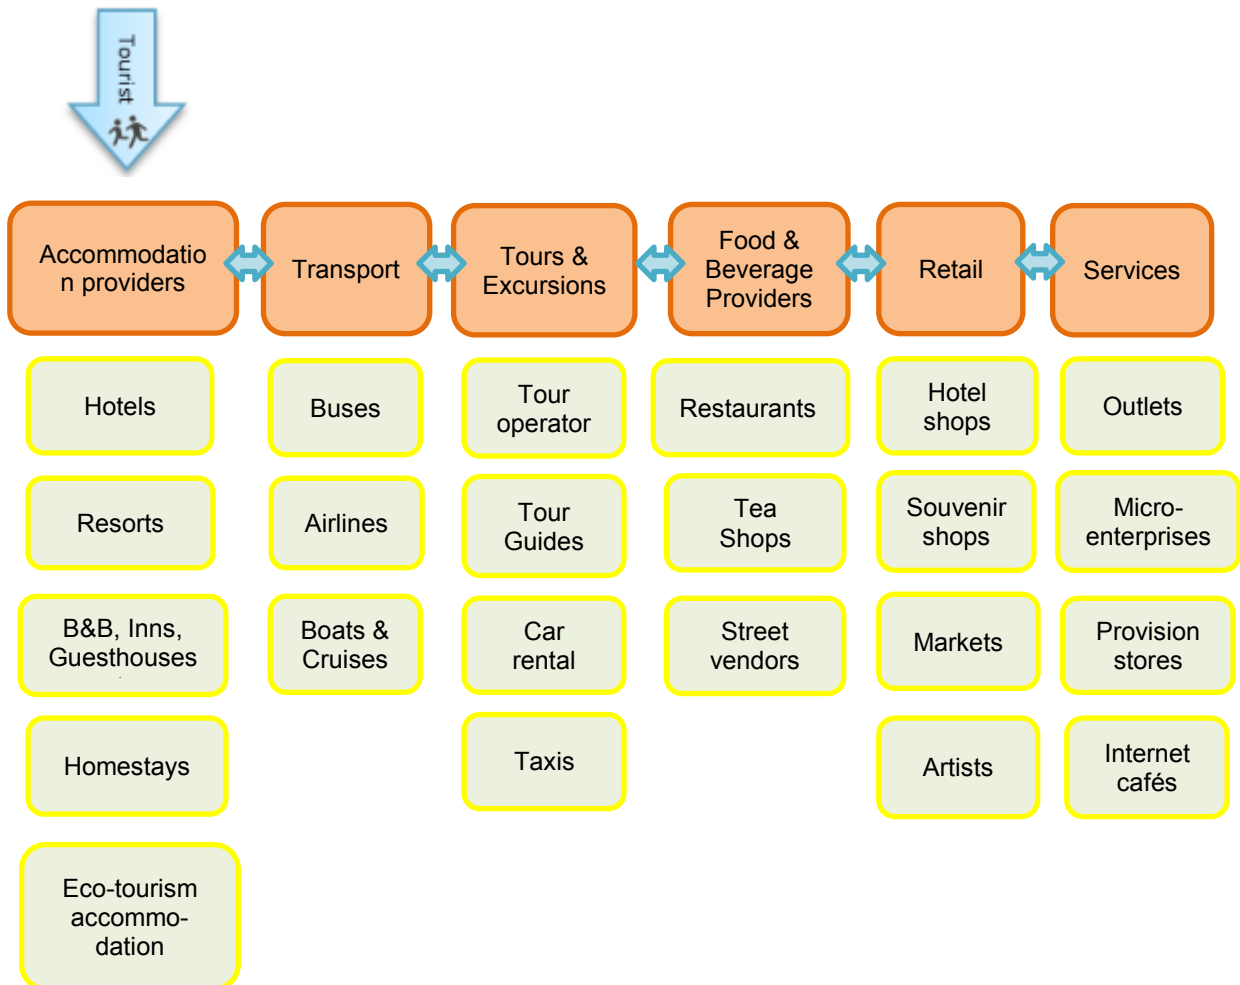 Tourist
Accommodatio
n providers
Transport
Tours &
Excursions
Food &
Beverage
Providers
Retail
Services
Hotels
Buses
Tour
operator
Restaurants
Hotel
shops
Outlets
Resorts
Airlines
Tour
Guides
Tea
Shops
Souvenir
shops
Micro-
enterprises
B&B, Inns,
Guesthouses
Boats &
Cruises
Car
rental
Street
vendors
Markets
Provision
stores
Homestays
Taxis
Artists
Internet
cafés
Eco-tourism
accommo-
dation